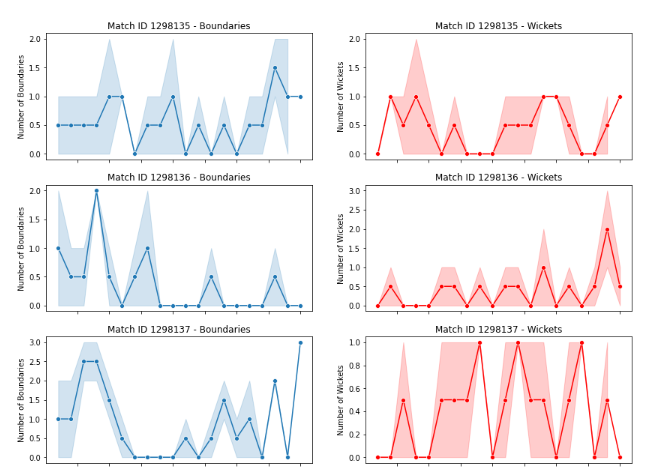 Match ID 1298135 - Boundaries
Number of Boundaries
2.0
1.5
1.0
0.5
0.0
Match ID 1298135 - Wickets
Number of Wickets
2.0
1.5
1.0
0.5
0.0
Match ID 1298136 - Boundaries
Number of Boundaries
2.0
1.5
1.0
0.5
0.0
Match ID 1298136 - Wickets
Number of Wickets
3.0
2.5
2.0
1.5
1.0
0.5
0.0
Match ID 1298137 - Boundaries
Number of Boundaries
3.0
2.5
2.0
1.5
1.0
0.5
0.0
Match ID 1298137 - Wickets
Number of Wickets
1.0
0.8
0.6
0.4
0.2
0.0